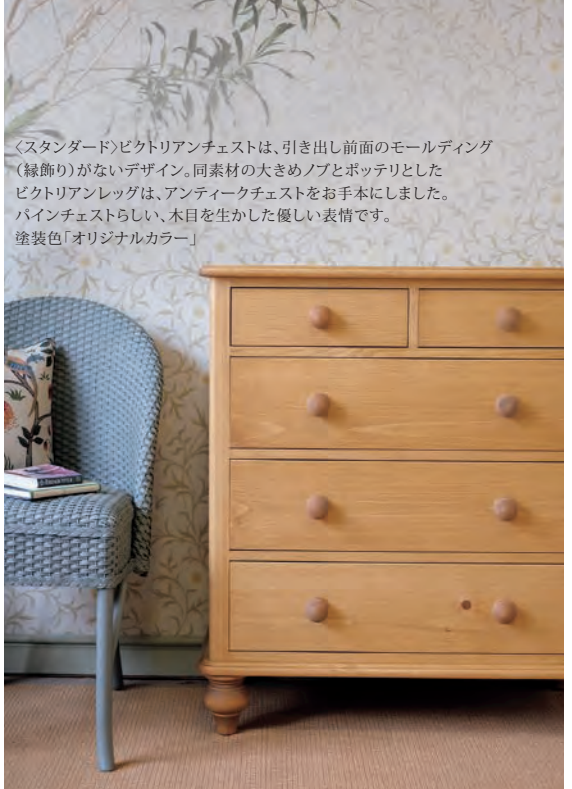 〈スタンダード〉ビクトリアンチェストは、引き出し前面のモールディング
（縁飾り）がないデザイン。同素材の大きめノブとポッテリとした
ビクトリアンレッグは、アンティークチェストをお手本にしました。
パインチェストらしい、木目を生かした優しい表情です。
塗装色「オリジナルカラー」